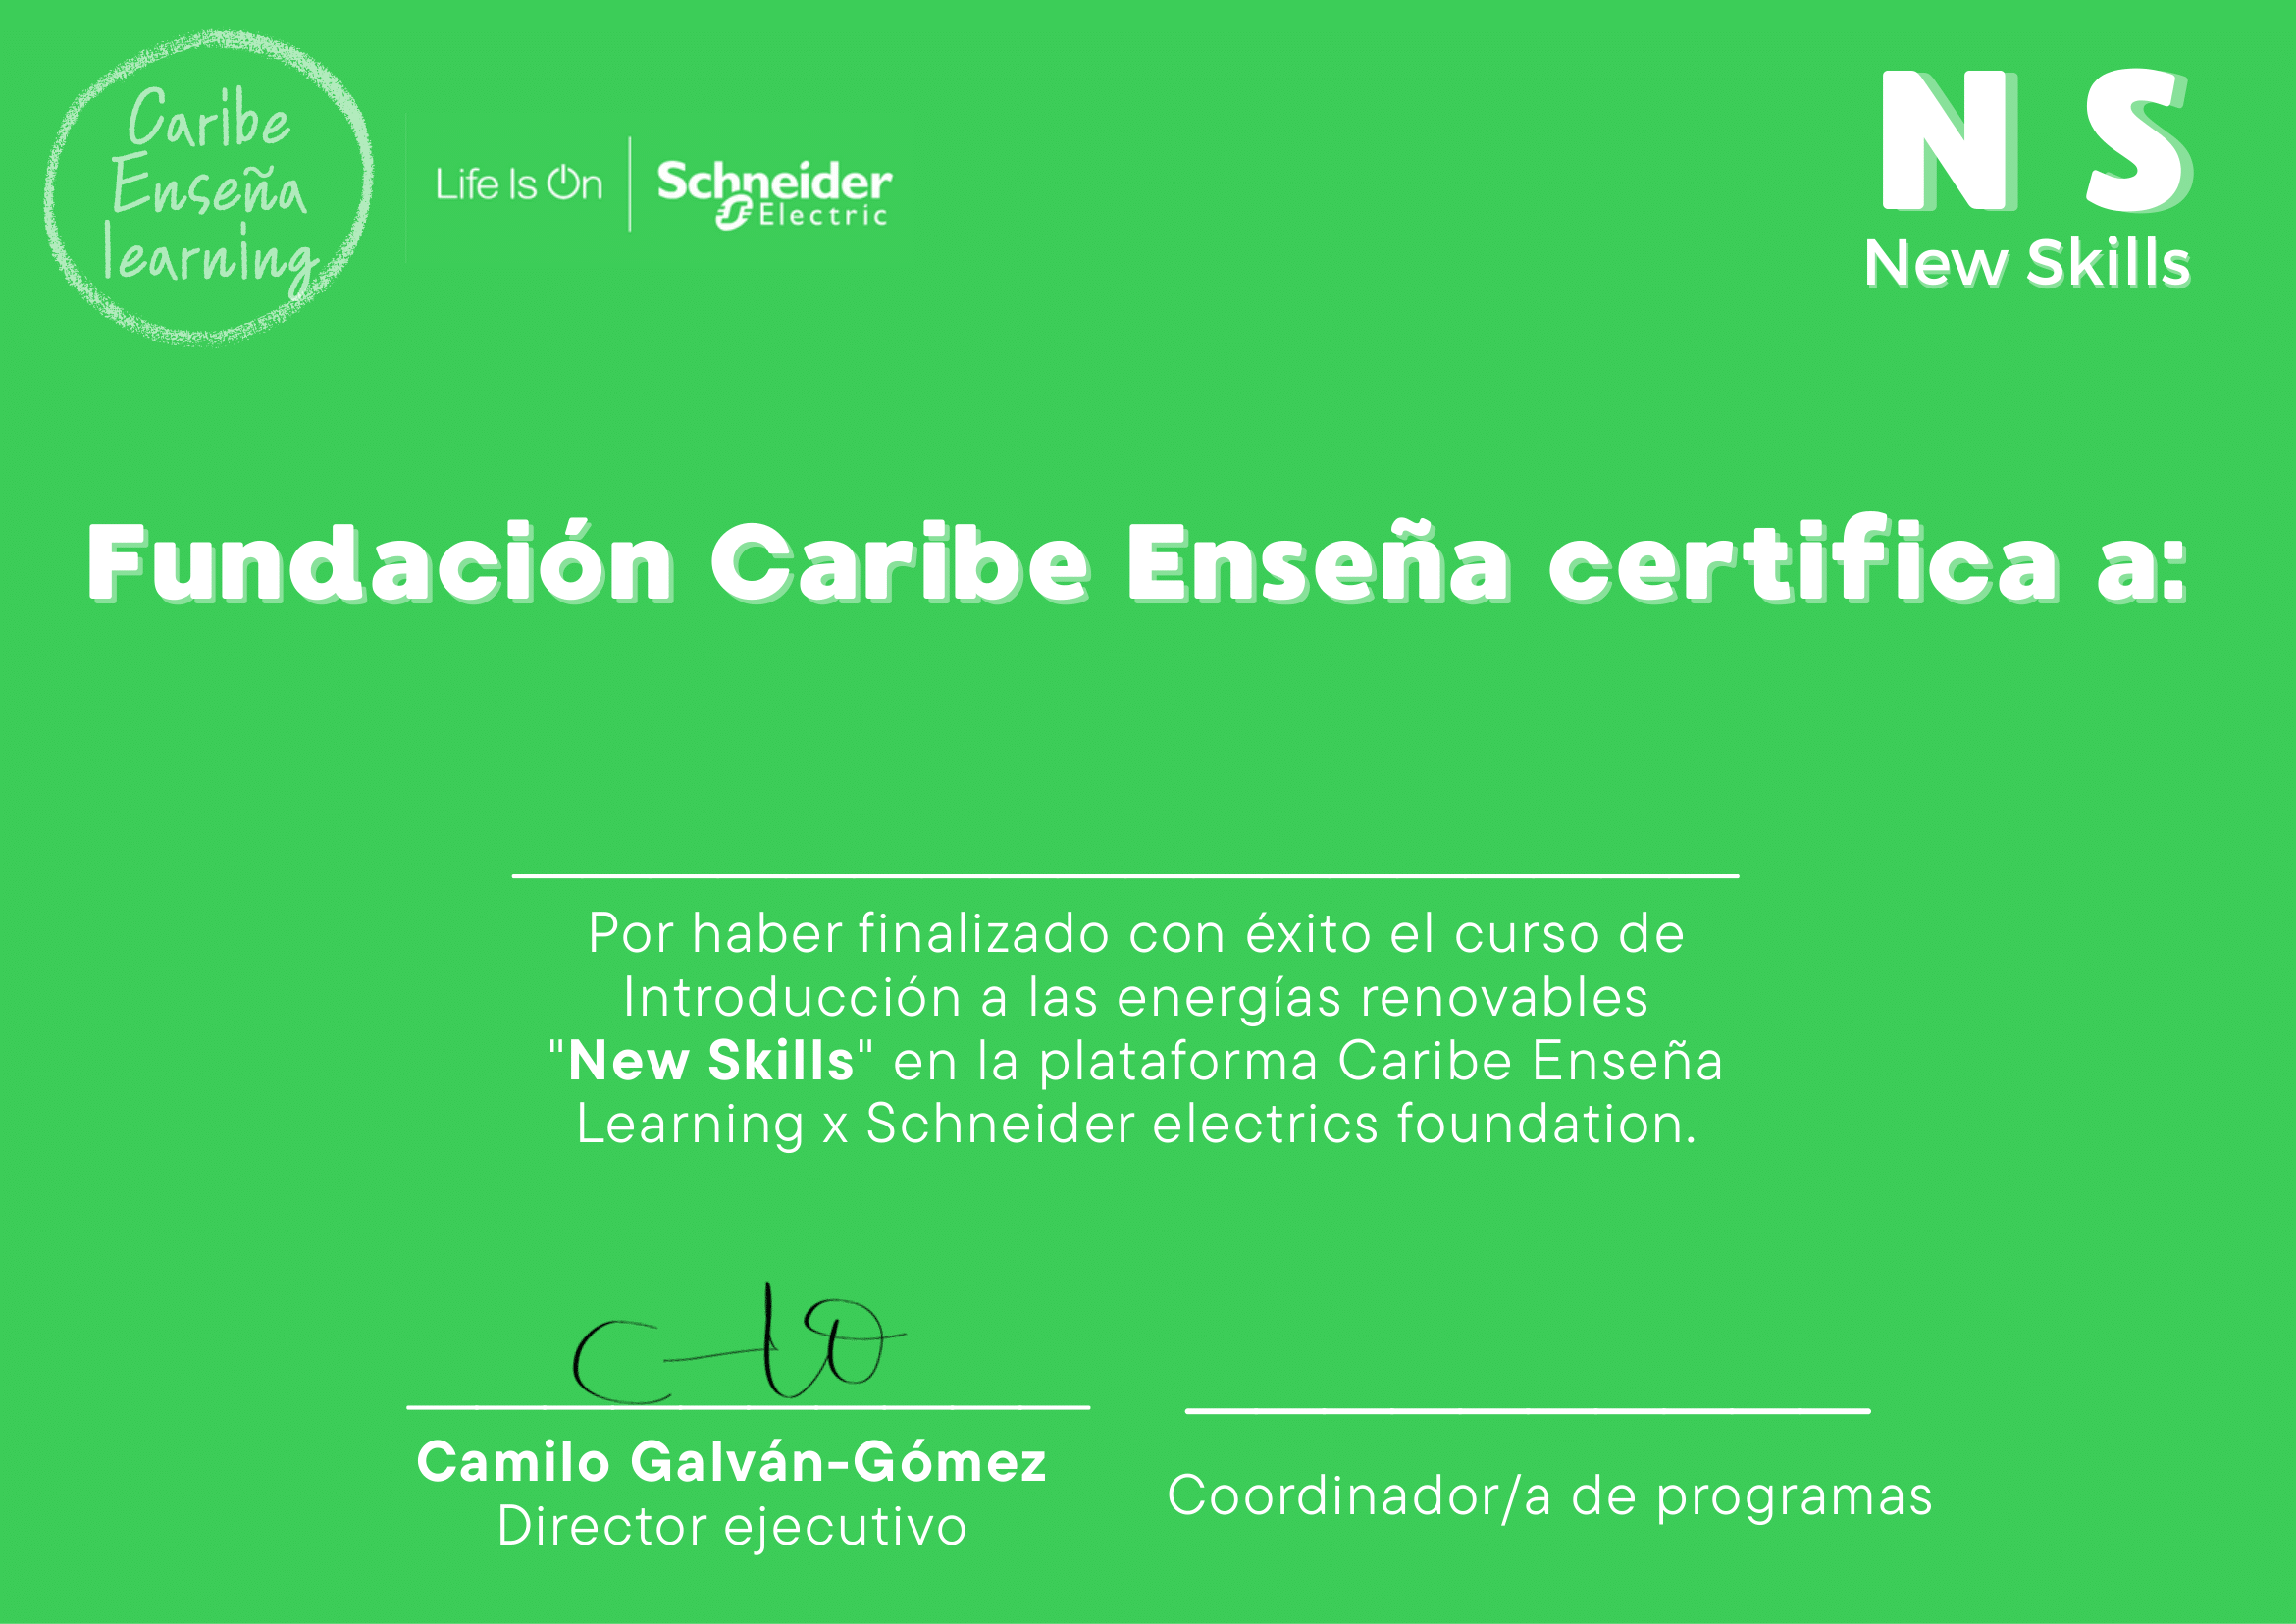 Caribe
Enseña
learning
Life Is On
Schneider
Electric
N S
New Skills
Fundación Caribe Enseña certifica a:
Por haber finalizado con éxito el curso de
Introducción a las energías renovables
"New Skills" en la plataforma Caribe Enseña
Learning x Schneider electrics foundation.
Camilo Galván-Gómez
Director ejecutivo
Coordinador/a de programas